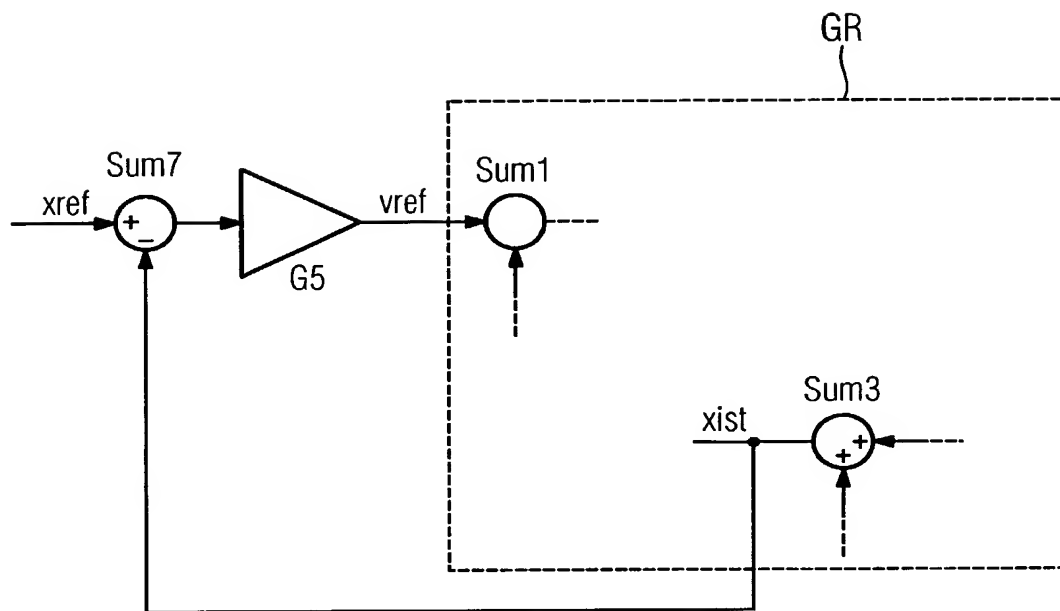 GR
Sum7
Sum1
xref
+
−
vref
G5
Sum3
xist
+
+